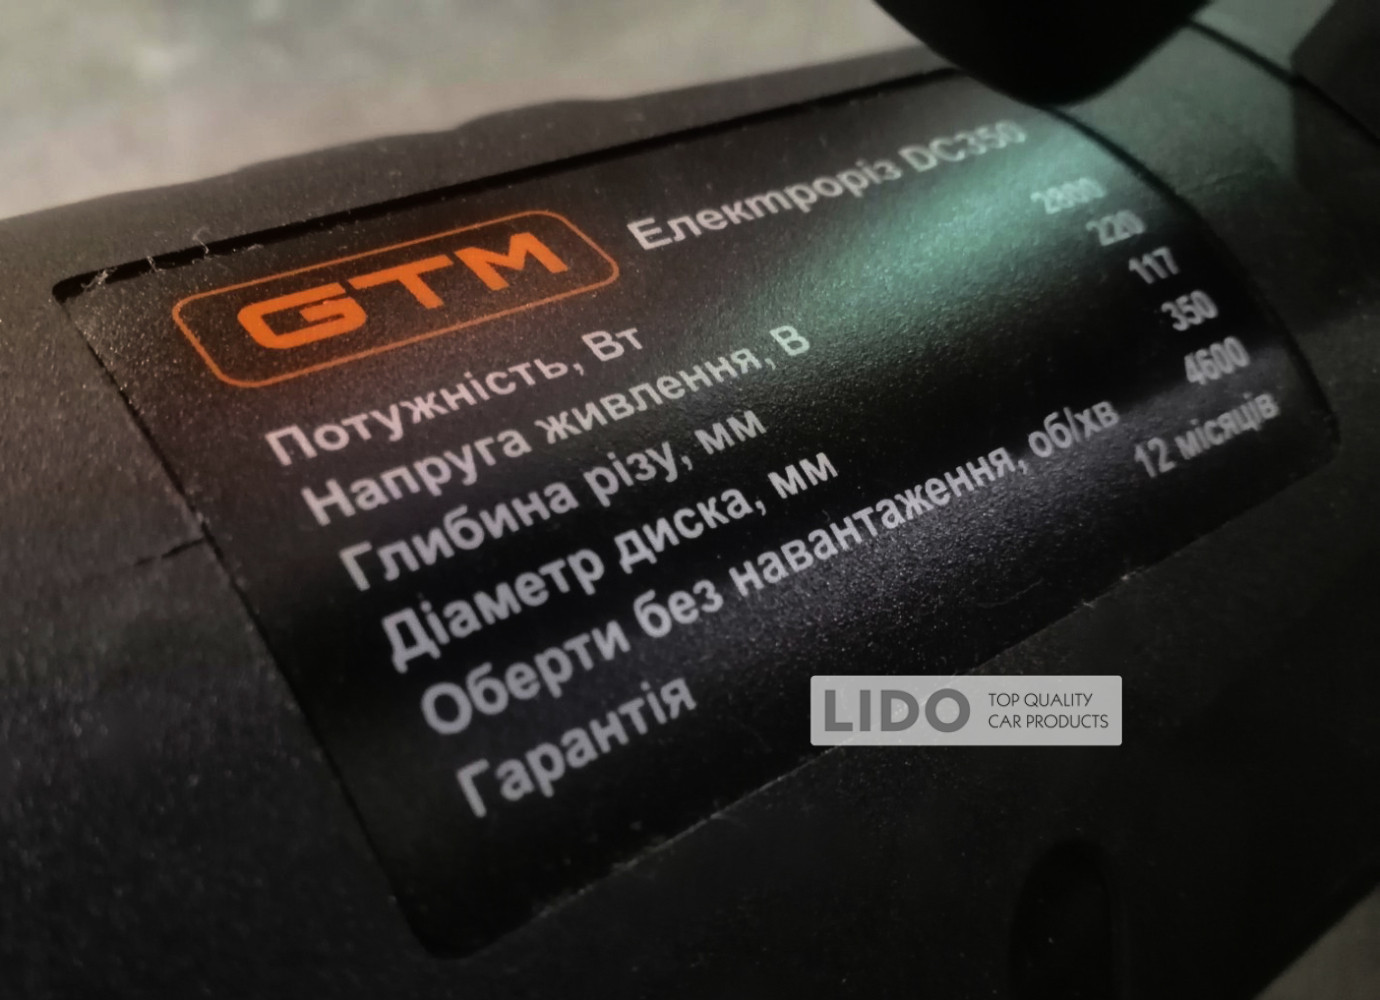 GTM Електроріз DC350
Потужність, Вт 2800
Напруга живлення, В 220
Глибина різу, мм 117
Діаметр диска, мм 350
Оберти без навантаження, об/хв 4600
Гарантія 12 місяців
LIDO TOP QUALITY
CAR PRODUCTS